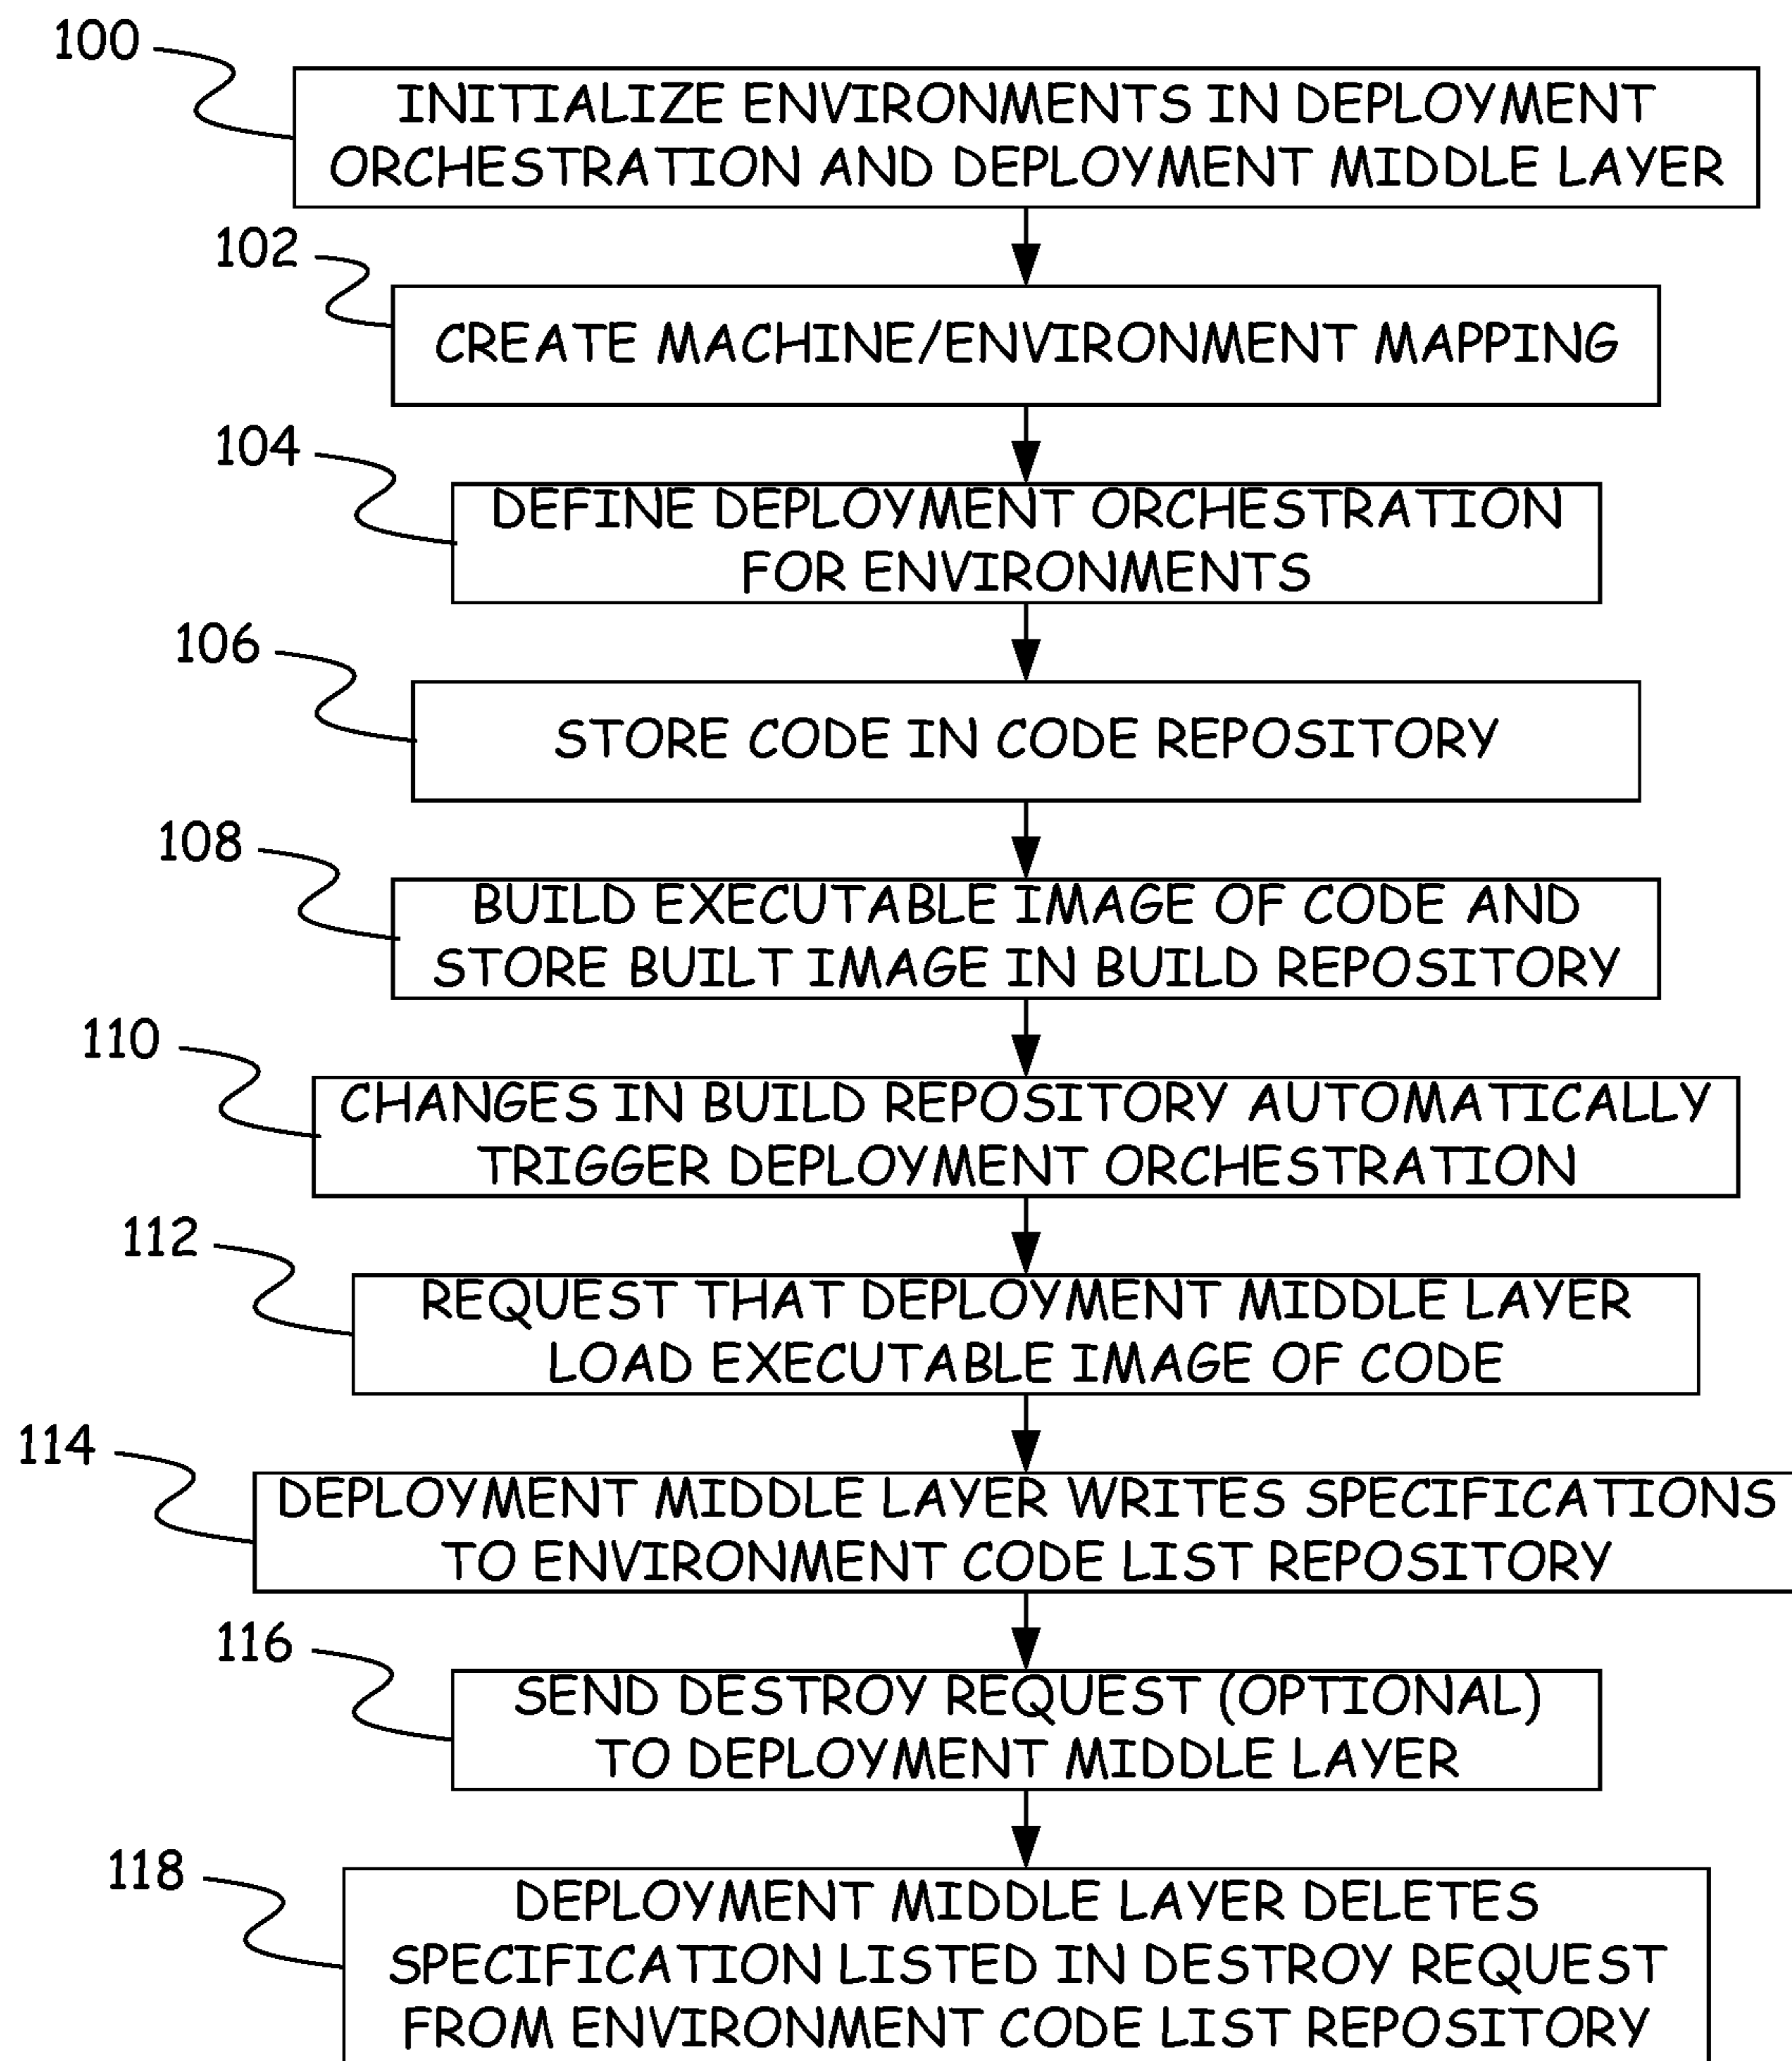 100
INITIALIZE ENVIRONMENTS IN DEPLOYMENT
ORCHESTRATION AND DEPLOYMENT MIDDLE LAYER
102
CREATE MACHINE/ENVIRONMENT MAPPING
104
DEFINE DEPLOYMENT ORCHESTRATION
FOR ENVIRONMENTS
106
STORE CODE IN CODE REPOSITORY
108
BUILD EXECUTABLE IMAGE OF CODE AND
STORE BUILT IMAGE IN BUILD REPOSITORY
110
CHANGES IN BUILD REPOSITORY AUTOMATICALLY
TRIGGER DEPLOYMENT ORCHESTRATION
112
REQUEST THAT DEPLOYMENT MIDDLE LAYER
LOAD EXECUTABLE IMAGE OF CODE
114
DEPLOYMENT MIDDLE LAYER WRITES SPECIFICATIONS
TO ENVIRONMENT CODE LIST REPOSITORY
116
SEND DESTROY REQUEST (OPTIONAL)
TO DEPLOYMENT MIDDLE LAYER
118
DEPLOYMENT MIDDLE LAYER DELETES
SPECIFICATION LISTED IN DESTROY REQUEST
FROM ENVIRONMENT CODE LIST REPOSITORY